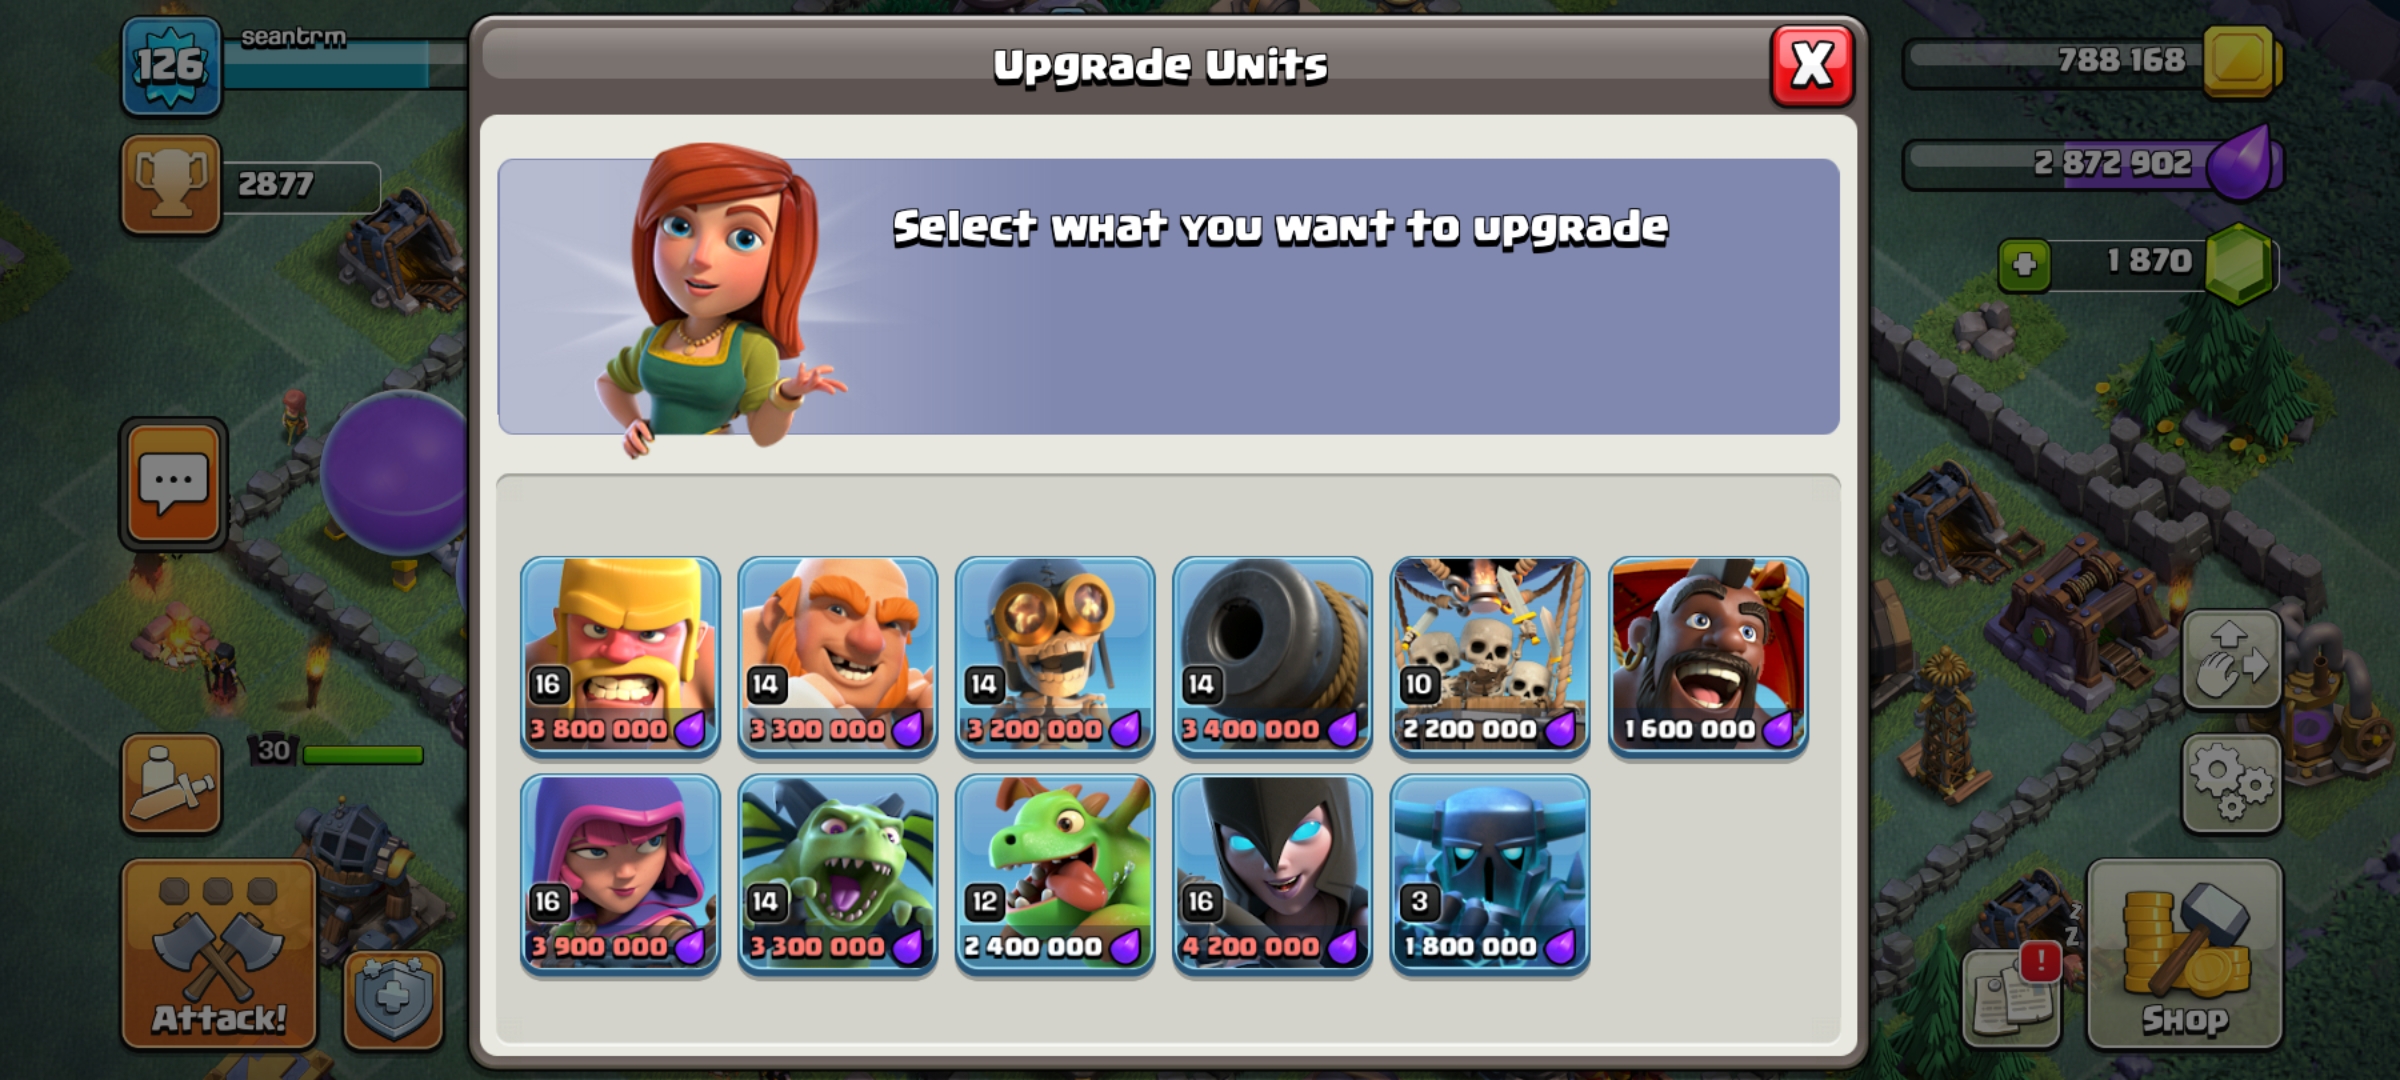 126
seantrm
Upgrade Units
X
788 168
2877
2 872 902
Select what you want to upgrade
1 870
16
3 800 000
14
3 300 000
14
3 200 000
14
3 400 000
10
2 200 000
1 600 000
30
16
3 900 000
14
3 300 000
12
2 400 000
16
4 200 000
3
1 800 000
z
z
!
Attack!
Shop